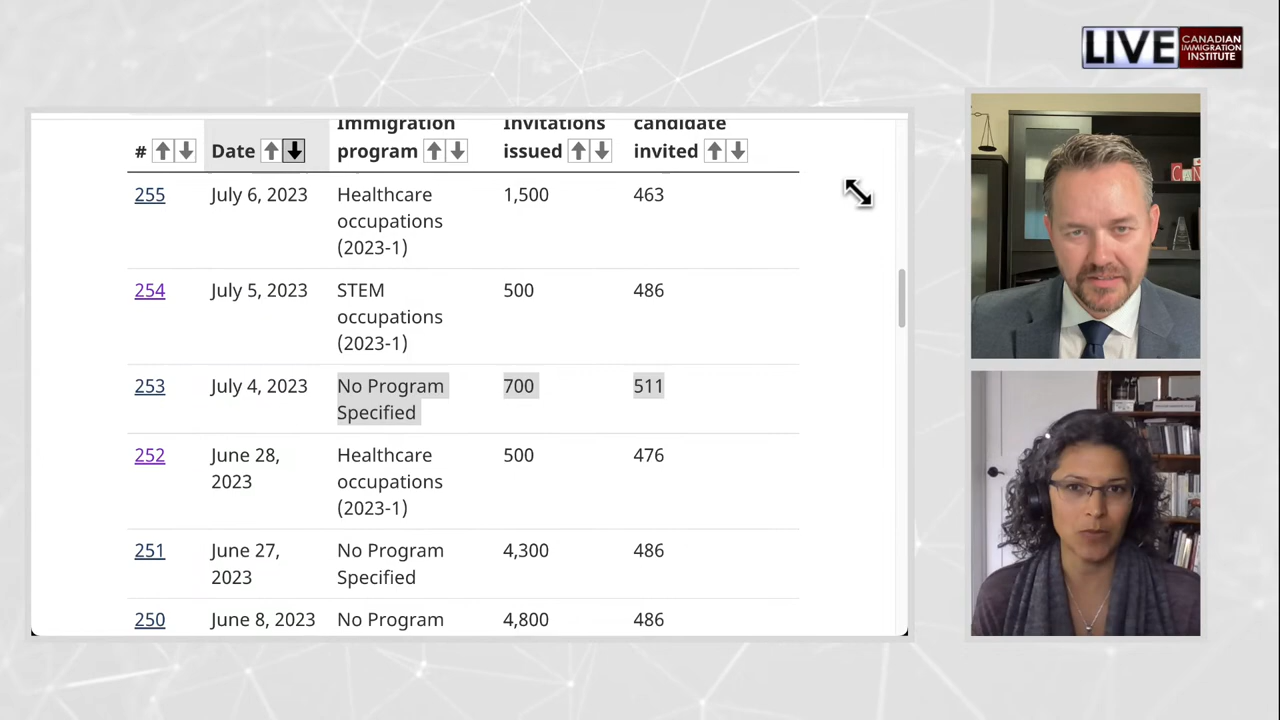 LIVE CANADIAN
IMMIGRATION
INSTITUTE
Immigration Invitations candidate
# Date program issued invited
255 July 6, 2023 Healthcare 1,500 463
occupations
(2023-1)
254 July 5, 2023 STEM 500 486
occupations
(2023-1)
253 July 4, 2023 No Program 700 511
Specified
252 June 28, Healthcare 500 476
2023 occupations
(2023-1)
251 June 27, No Program 4,300 486
2023 Specified
250 June 8, 2023 No Program 4,800 486